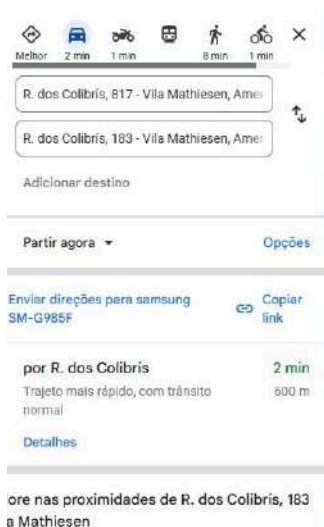 Melhor 2 min 1 min 8 min 1 min
R. dos Colibris, 817 - Vila Mathiesen, Ame
R. dos Colibris, 183 - Vila Mathiesen, Amer
Adicionar destino
Partir agora Opções
Enviar direções para samsung SM-G985F Copiar link
por R. dos Colibris 2 min
Trajeto mais rápido, com trânsito 600 m
normal
Detalhes
ore nas proximidades de R. dos Colibris, 183
a Mathiesen